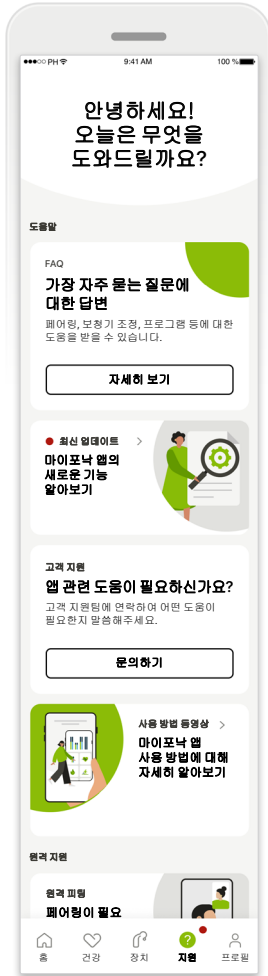 PH
9:41 AM
100 %
안녕하세요!
오늘은 무엇을
도와드릴까요?
도움말
FAQ
가장 자주 묻는 질문에
대한 답변
페어링, 보청기 조정, 프로그램 등에 대한
도움을 받을 수 있습니다.
자세히 보기
최신 업데이트
마이포낙 앱의
새로운 기능
알아보기
고객 지원
앱 관련 도움이 필요하신가요?
고객 지원팀에 연락하여 어떤 도움이
필요한지 말씀해주세요.
문의하기
사용 방법 동영상
마이포낙 앱
사용 방법에 대해
자세히 알아보기
원격 지원
원격 피팅
페어링이 필요
?
홈
건강
장치
지원
프로필